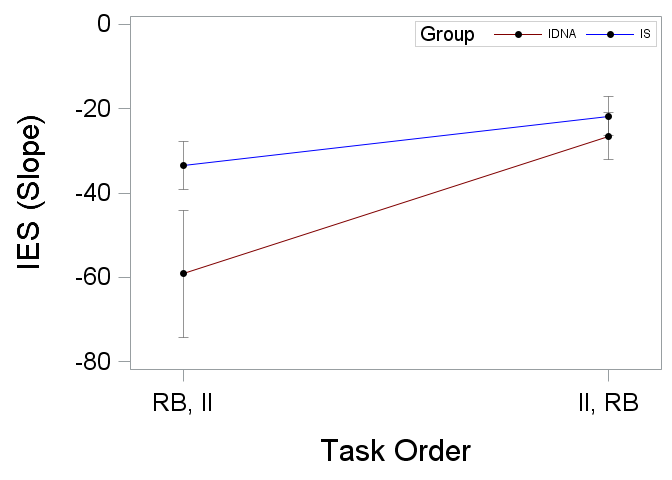 Group IDNA IS
IES (Slope)
0
-20
-40
-60
-80
RB, II II, RB
Task Order